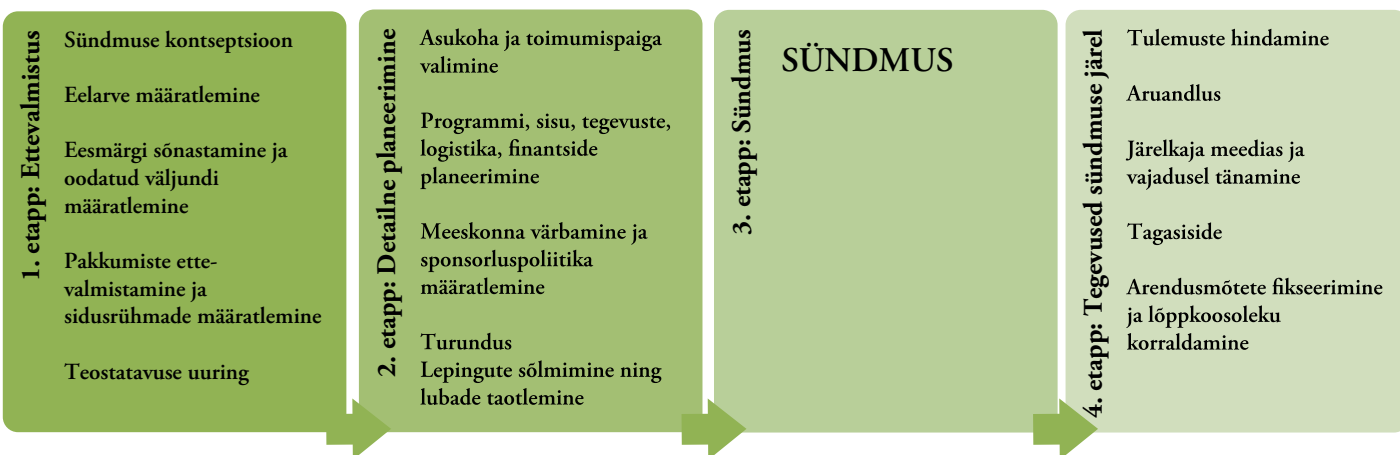 1. etapp: Ettevalmistus
Sündmuse kontseptsioon
Eelarve määratlemine
Eesmärgi sõnastamine ja
oodatud väljundi
määratlemine
Pakkumiste ette-
valmistamine ja
sidusrühmade määratlemine
Teostatavuse uuring
2. etapp: Detailne planeerimine
Asukoha ja toimumispaiga
valimine
Programmi, sisu, tegevuste,
logistika, finantside
planeerimine
Meeskonna värbamine ja
sponsorluspoliitika
määratlemine
Turundus
Lepingute sõlmimine ning
lubade taotlemine
3. etapp: Sündmus
SÜNDMUS
4. etapp: Tegevused sündmuse järel
Tulemuste hindamine
Aruandlus
Järelkaja meedias ja
vajadusel tänamine
Tagasiside
Arendusmõtete fikseerimine
ja lõppkoosoleku
korraldamine